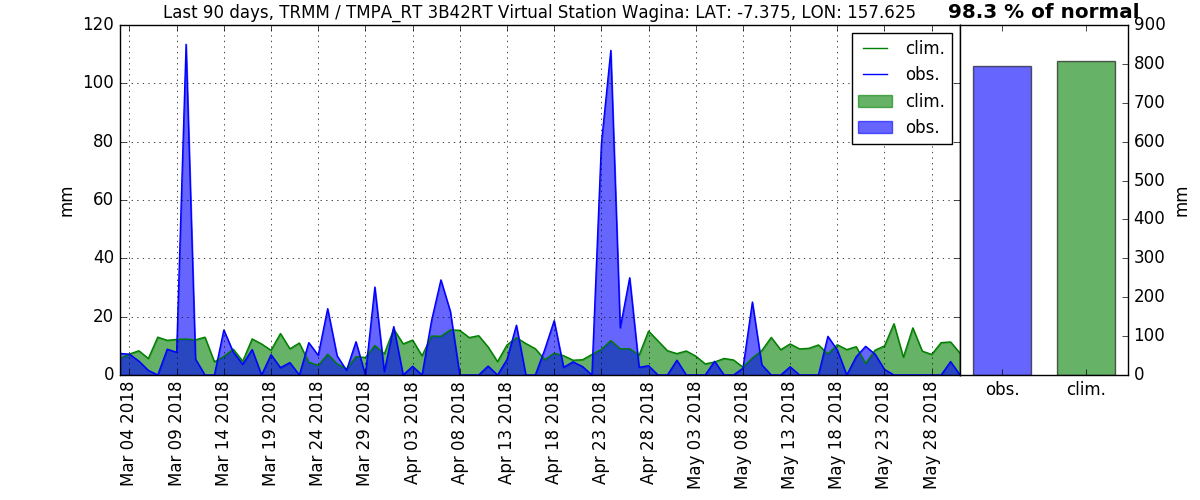 Last 90 days, TRMM / TMPA_RT 3B42RT Virtual Station Wagina: LAT: -7.375, LON: 157.625
98.3 % of normal
120
100
80
60
40
20
0
mm
clim.
obs.
clim.
obs.
900
800
700
600
500
400
300
200
100
0
mm
Mar 04 2018
Mar 09 2018
Mar 14 2018
Mar 19 2018
Mar 24 2018
Mar 29 2018
Apr 03 2018
Apr 08 2018
Apr 13 2018
Apr 18 2018
Apr 23 2018
Apr 28 2018
May 03 2018
May 08 2018
May 13 2018
May 18 2018
May 23 2018
May 28 2018
obs.
clim.